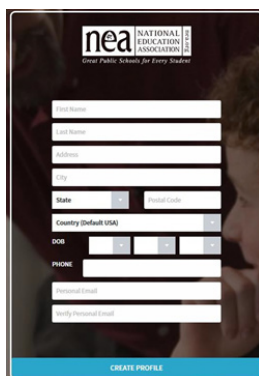 nea
NATIONAL
EDUCATION
ASSOCIATION
Great Public Schools for Every Student
First Name
Last Name
Address
City
State Postal Code
Country (Default USA)
DOB
PHONE
Personal Email
Verify Personal Email
CREATE PROFILE